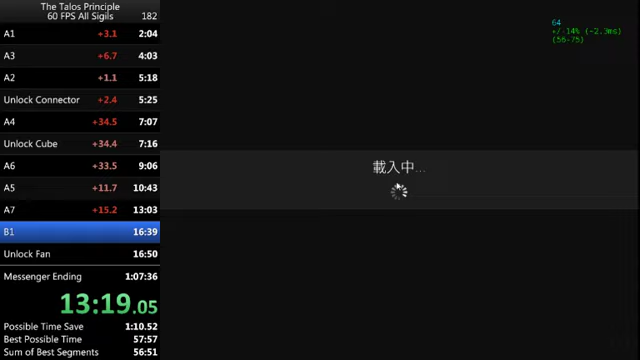 The Talos Principle
60 FPS All Sigils 182
A1 +3.1 2:04
A3 +6.7 4:03
A2 +1.1 5:18
Unlock Connector +2.4 5:25
A4 +34.5 7:07
Unlock Cube +34.4 7:16
A6 +33.5 9:06
A5 +11.7 10:43
A7 +15.2 13:03
B1 16:39
Unlock Fan 16:50
Messenger Ending 1:07:36
13:19.05
Possible Time Save 1:10.52
Best Possible Time 57:57
Sum of Best Segments 56:51
載入中...
64
+/-14% (-2.3ms)
(56-75)